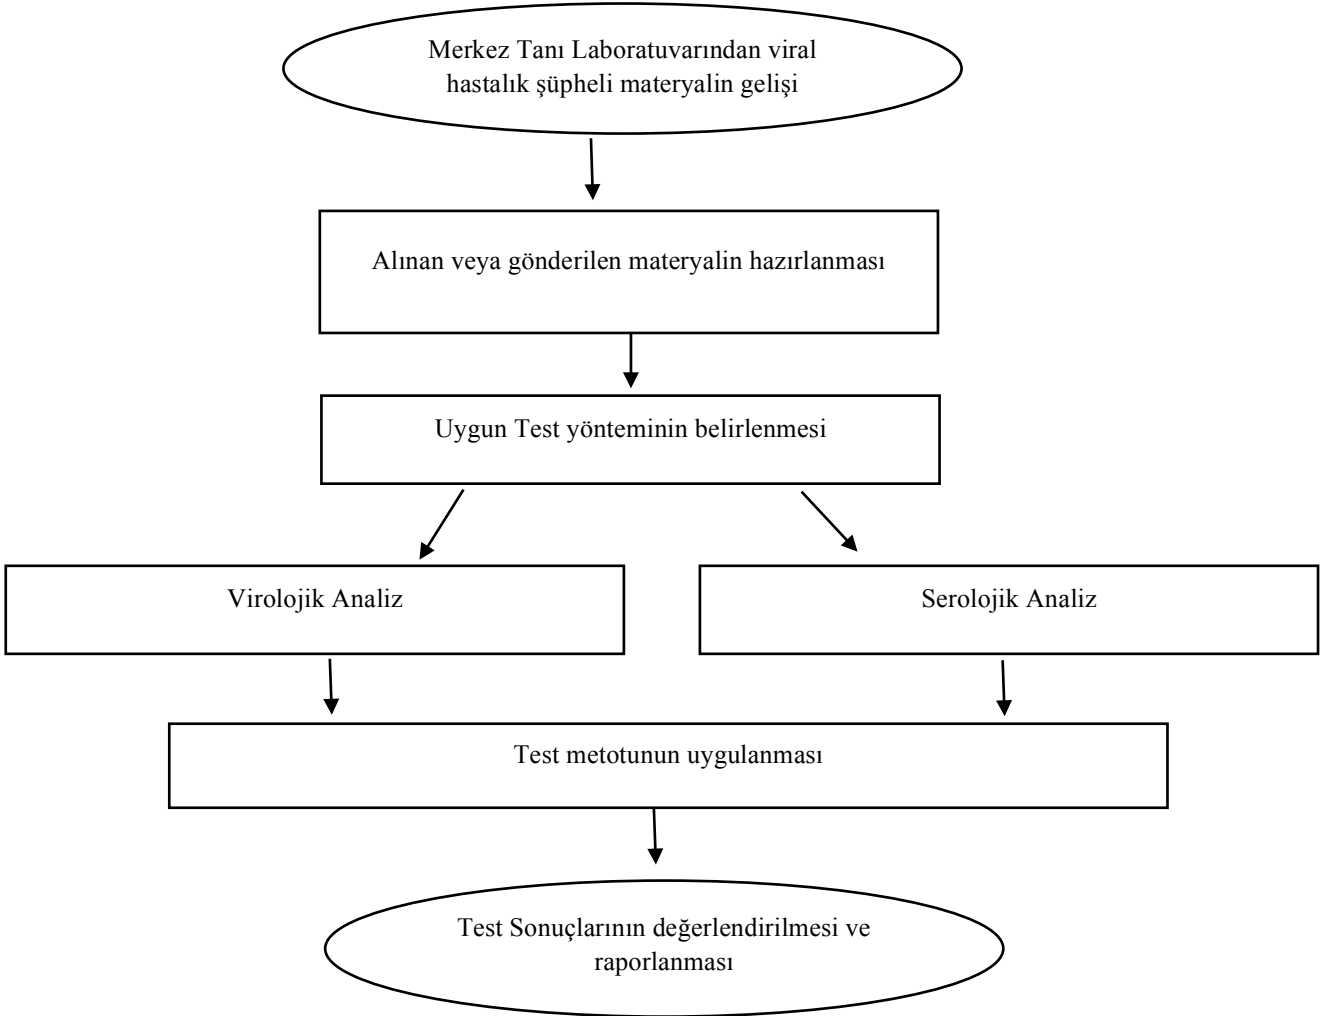 Merkez Tanı Laboratuvarından viral
hastalık şüpheli materyalin gelişi
Alınan veya gönderilen materyalin hazırlanması
Uygun Test yönteminin belirlenmesi
Virolojik Analiz
Serolojik Analiz
Test metotunun uygulanması
Test Sonuçlarının değerlendirilmesi ve
raporlanması